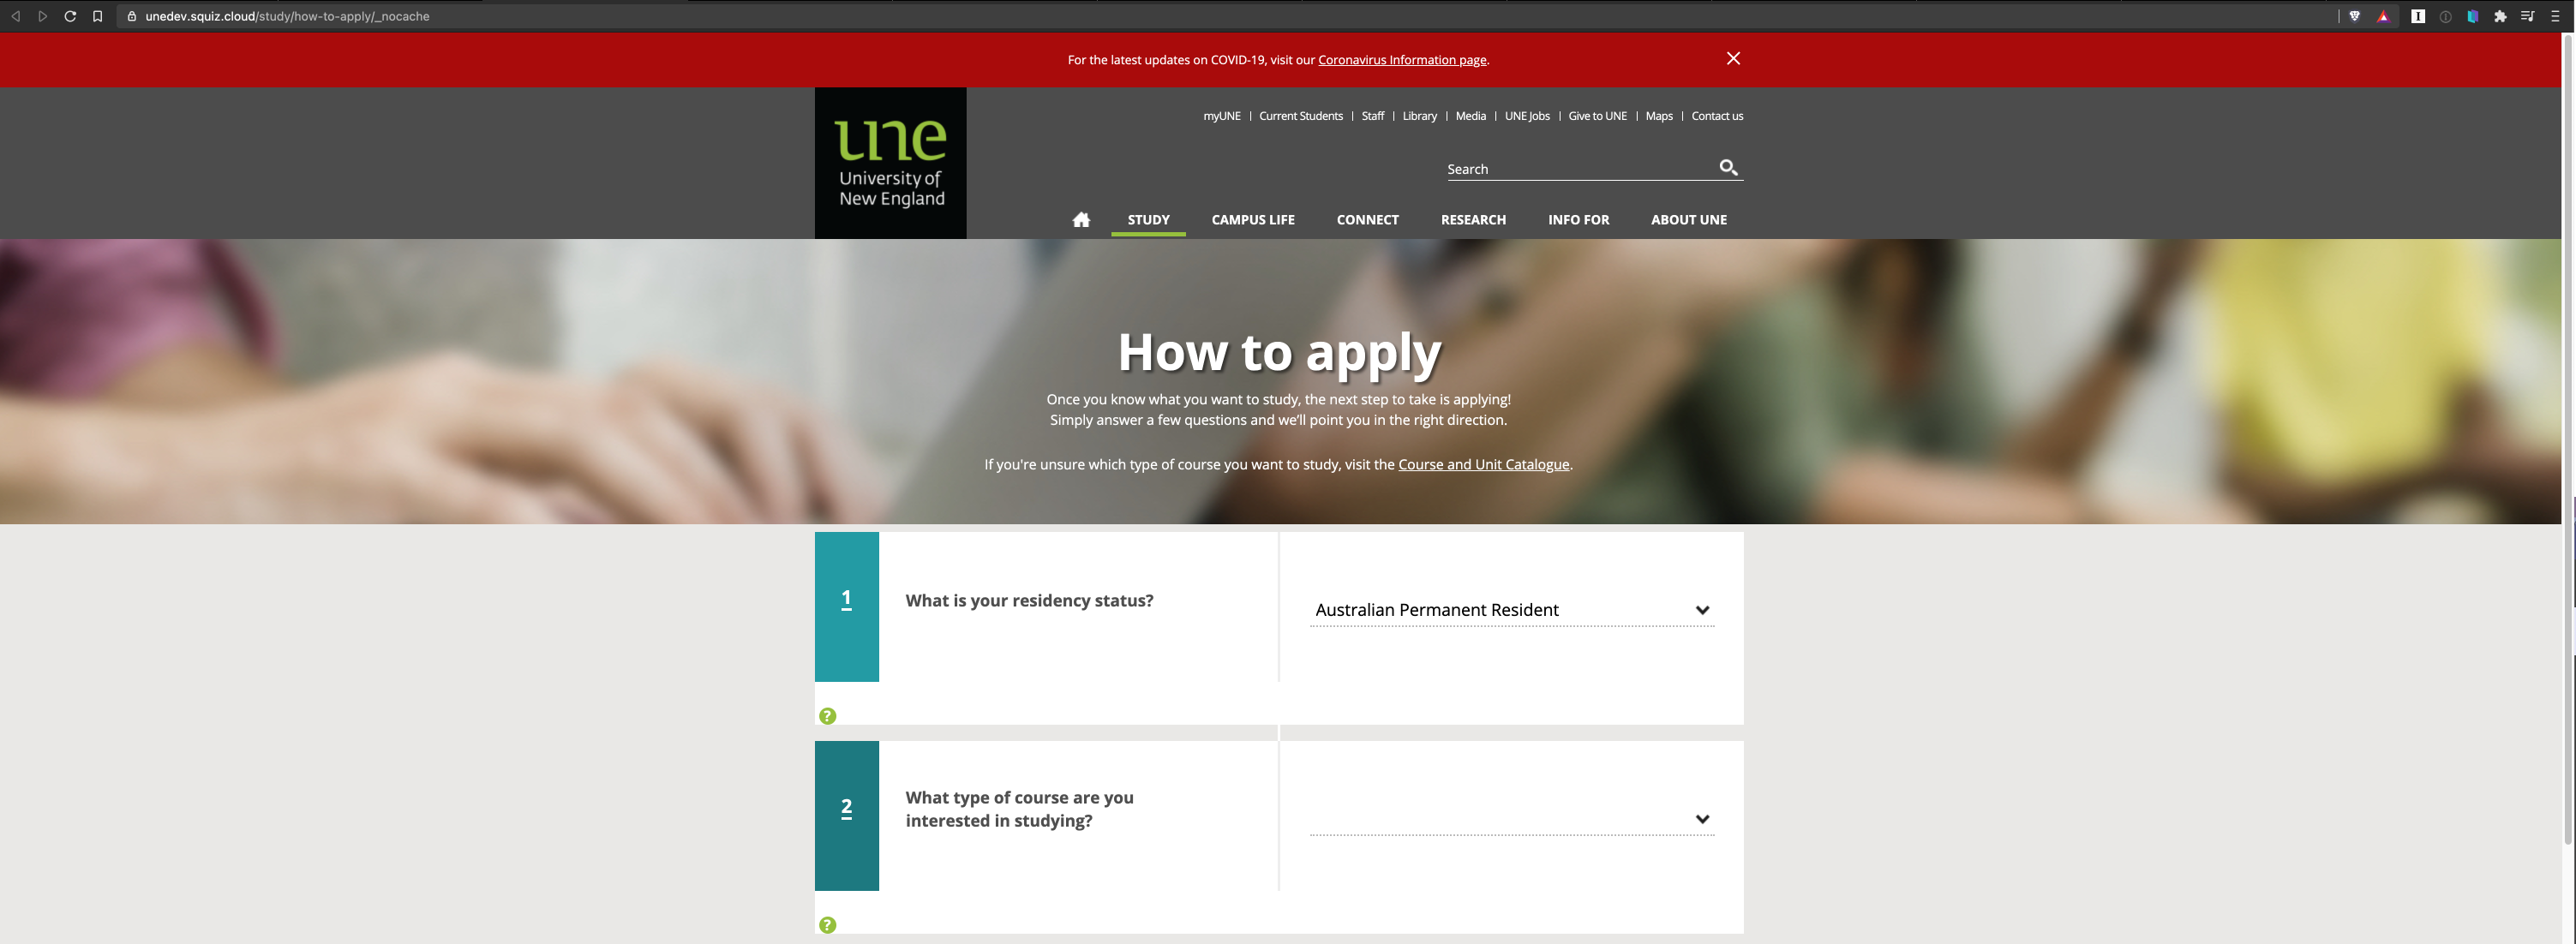 unedev.squiz.cloud/study/how-to-apply/_nocache
For the latest updates on COVID-19, visit our Coronavirus Information page.
une
University of
New England
myUNE | Current Students | Staff | Library | Media | UNE Jobs | Give to UNE | Maps | Contact us
Search
STUDY CAMPUS LIFE CONNECT RESEARCH INFO FOR ABOUT UNE
How to apply
Once you know what you want to study, the next step to take is applying!
Simply answer a few questions and we’ll point you in the right direction.
If you're unsure which type of course you want to study, visit the Course and Unit Catalogue.
1
What is your residency status?
Australian Permanent Resident
?
2
What type of course are you
interested in studying?
?